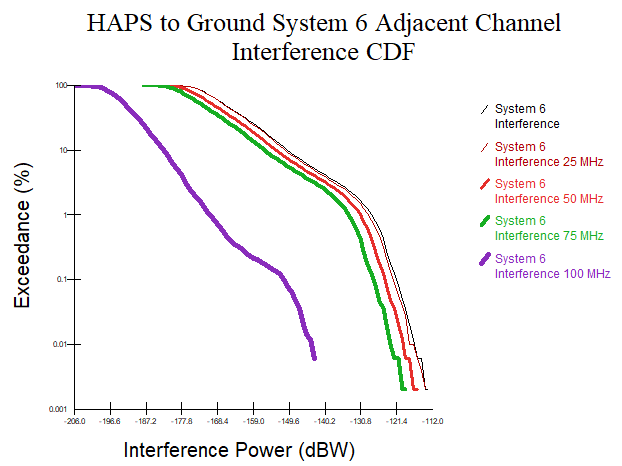 HAPS to Ground System 6 Adjacent Channel
Interference CDF
Exceedance (%)
100
10
1
0.1
0.01
0.001
-206.0 -196.6 -187.2 -177.8 -168.4 -159.0 -149.6 -140.2 -130.8 -121.4 -112.0
Interference Power (dBW)
System 6
Interference
System 6
Interference 25 MHz
System 6
Interference 50 MHz
System 6
Interference 75 MHz
System 6
Interference 100 MHz